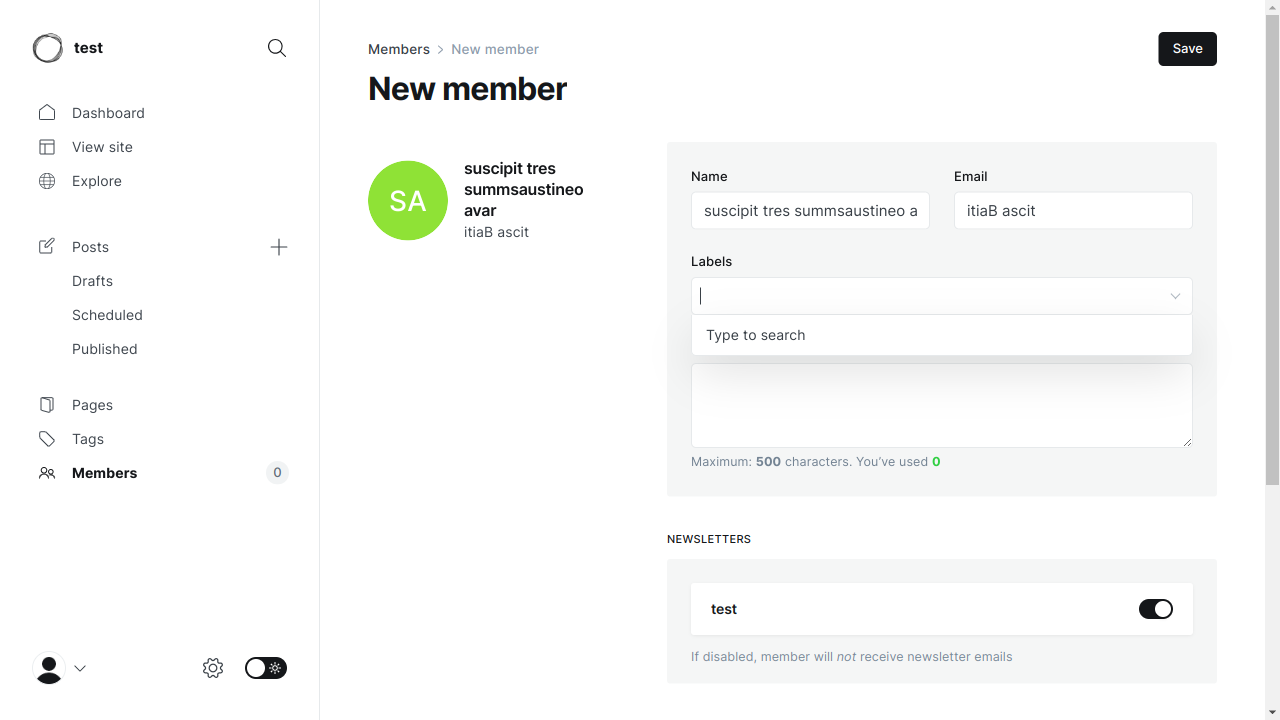 test
Dashboard
View site
Explore
Posts
Drafts
Scheduled
Published
Pages
Tags
Members 0
Members > New member
Save
New member
SA
suscipit tres
summsaustineo
avar
itiaB ascit
Name
suscipit tres summsaustineo a
Email
itiaB ascit
Labels
Type to search
Maximum: 500 characters. You’ve used 0
NEWSLETTERS
test
If disabled, member will not receive newsletter emails